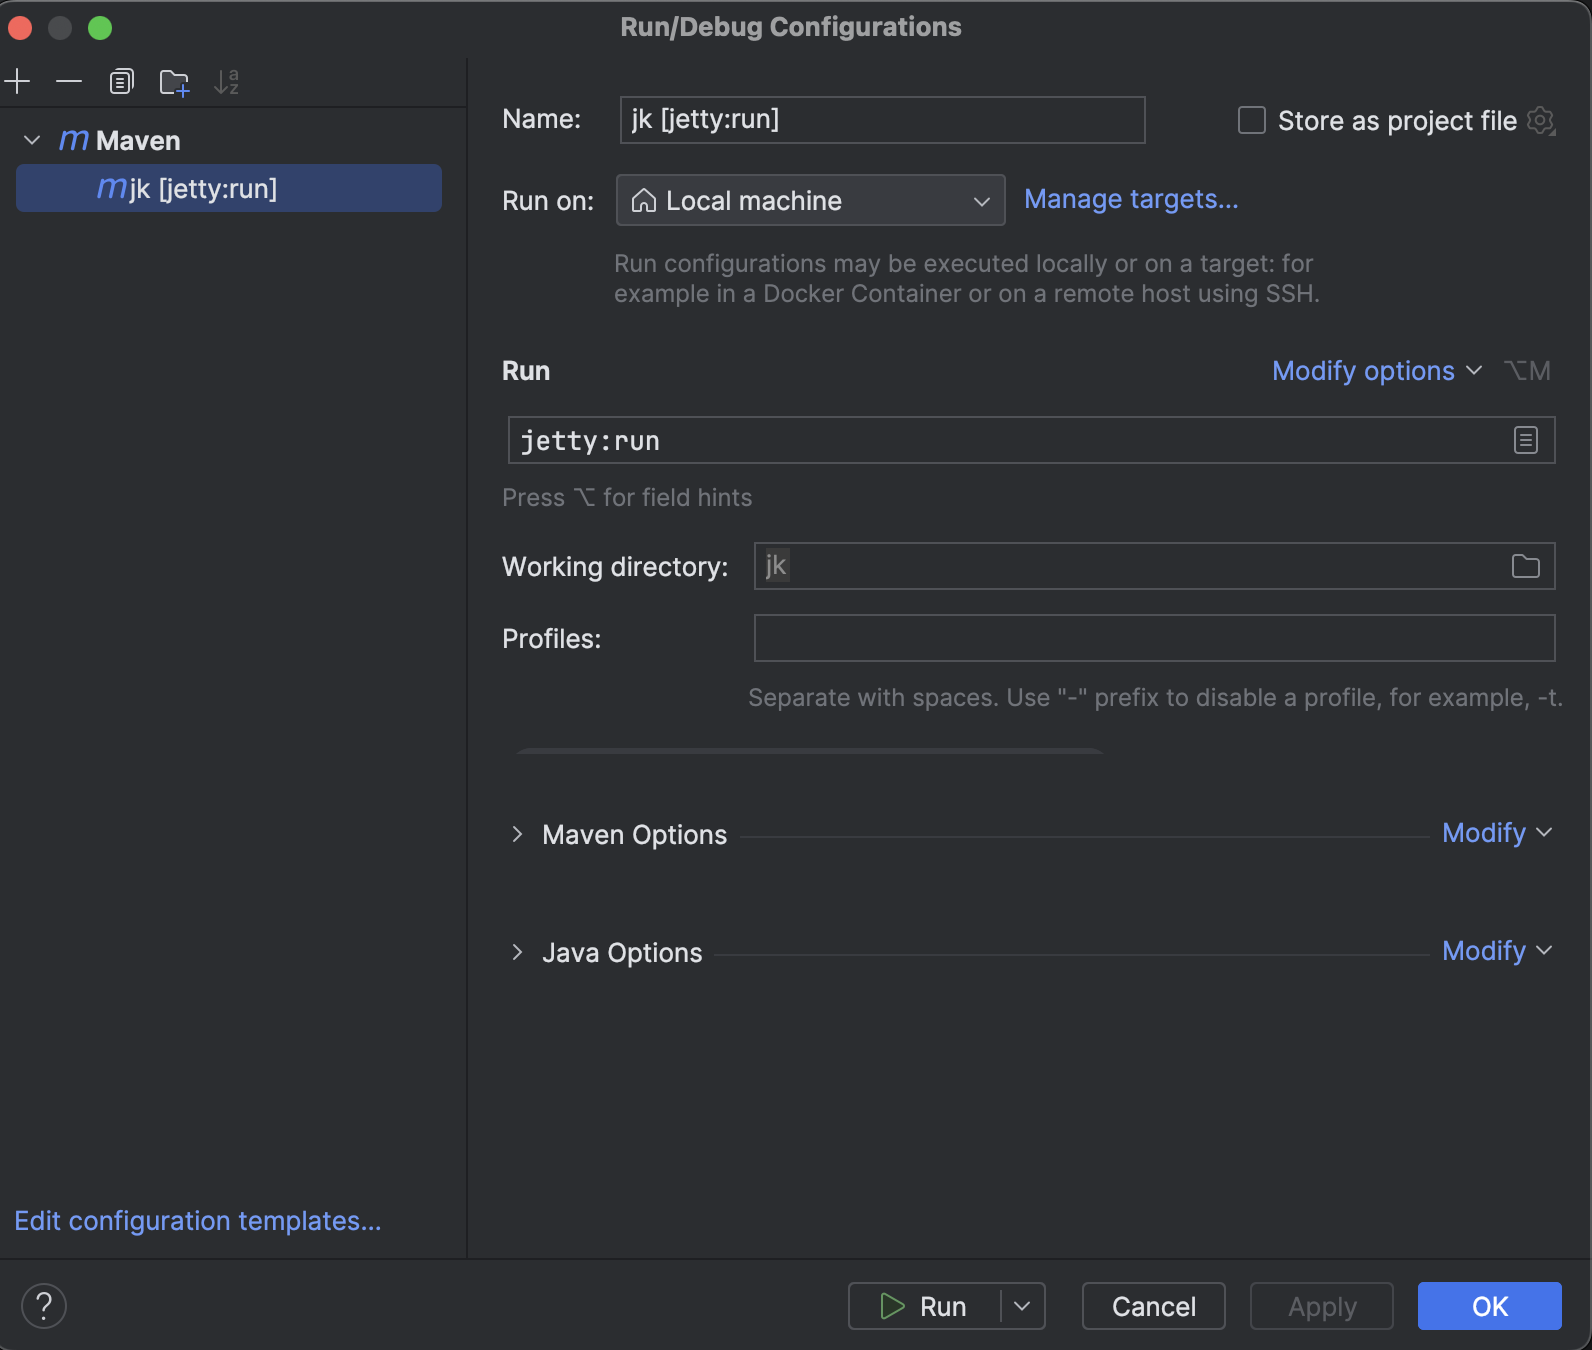 Run/Debug Configurations
Maven
jk [jetty:run]
Edit configuration templates...
Name: jk [jetty:run]
Store as project file
Run on: Local machine Manage targets...
Run configurations may be executed locally or on a target: for
example in a Docker Container or on a remote host using SSH.
Run Modify options ⌥M
jetty:run
Press ⌥ for field hints
Working directory: jk
Profiles:
Separate with spaces. Use "-" prefix to disable a profile, for example, -t.
Maven Options Modify
Java Options Modify
? Run Cancel Apply OK